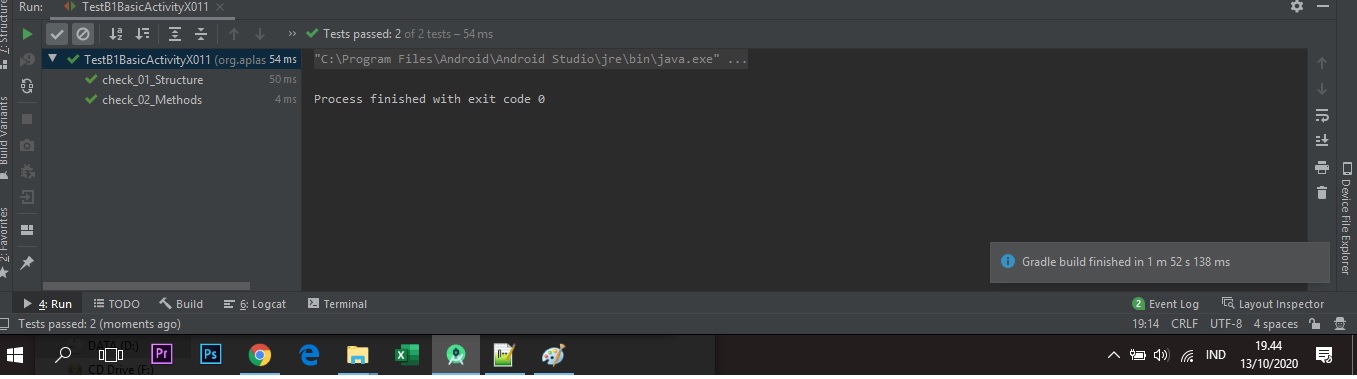 Run: TestB1BasicActivityX011
Tests passed: 2 of 2 tests – 54 ms
TestB1BasicActivityX011 (org.aplas 54 ms
check_01_Structure 50 ms
check_02_Methods 4 ms
"C:\Program Files\Android\Android Studio\jre\bin\java.exe" ...
Process finished with exit code 0
Z: Structure
Build Variants
2: Favorites
Device File Explorer
Gradle build finished in 1 m 52 s 138 ms
4: Run TODO Build 6: Logcat Terminal 2 Event Log Layout Inspector
Tests passed: 2 (moments ago) 19:14 CRLF UTF-8 4 spaces
DATA (D:)
CD Drive (F:)
Pr Ps IND 19.44
13/10/2020